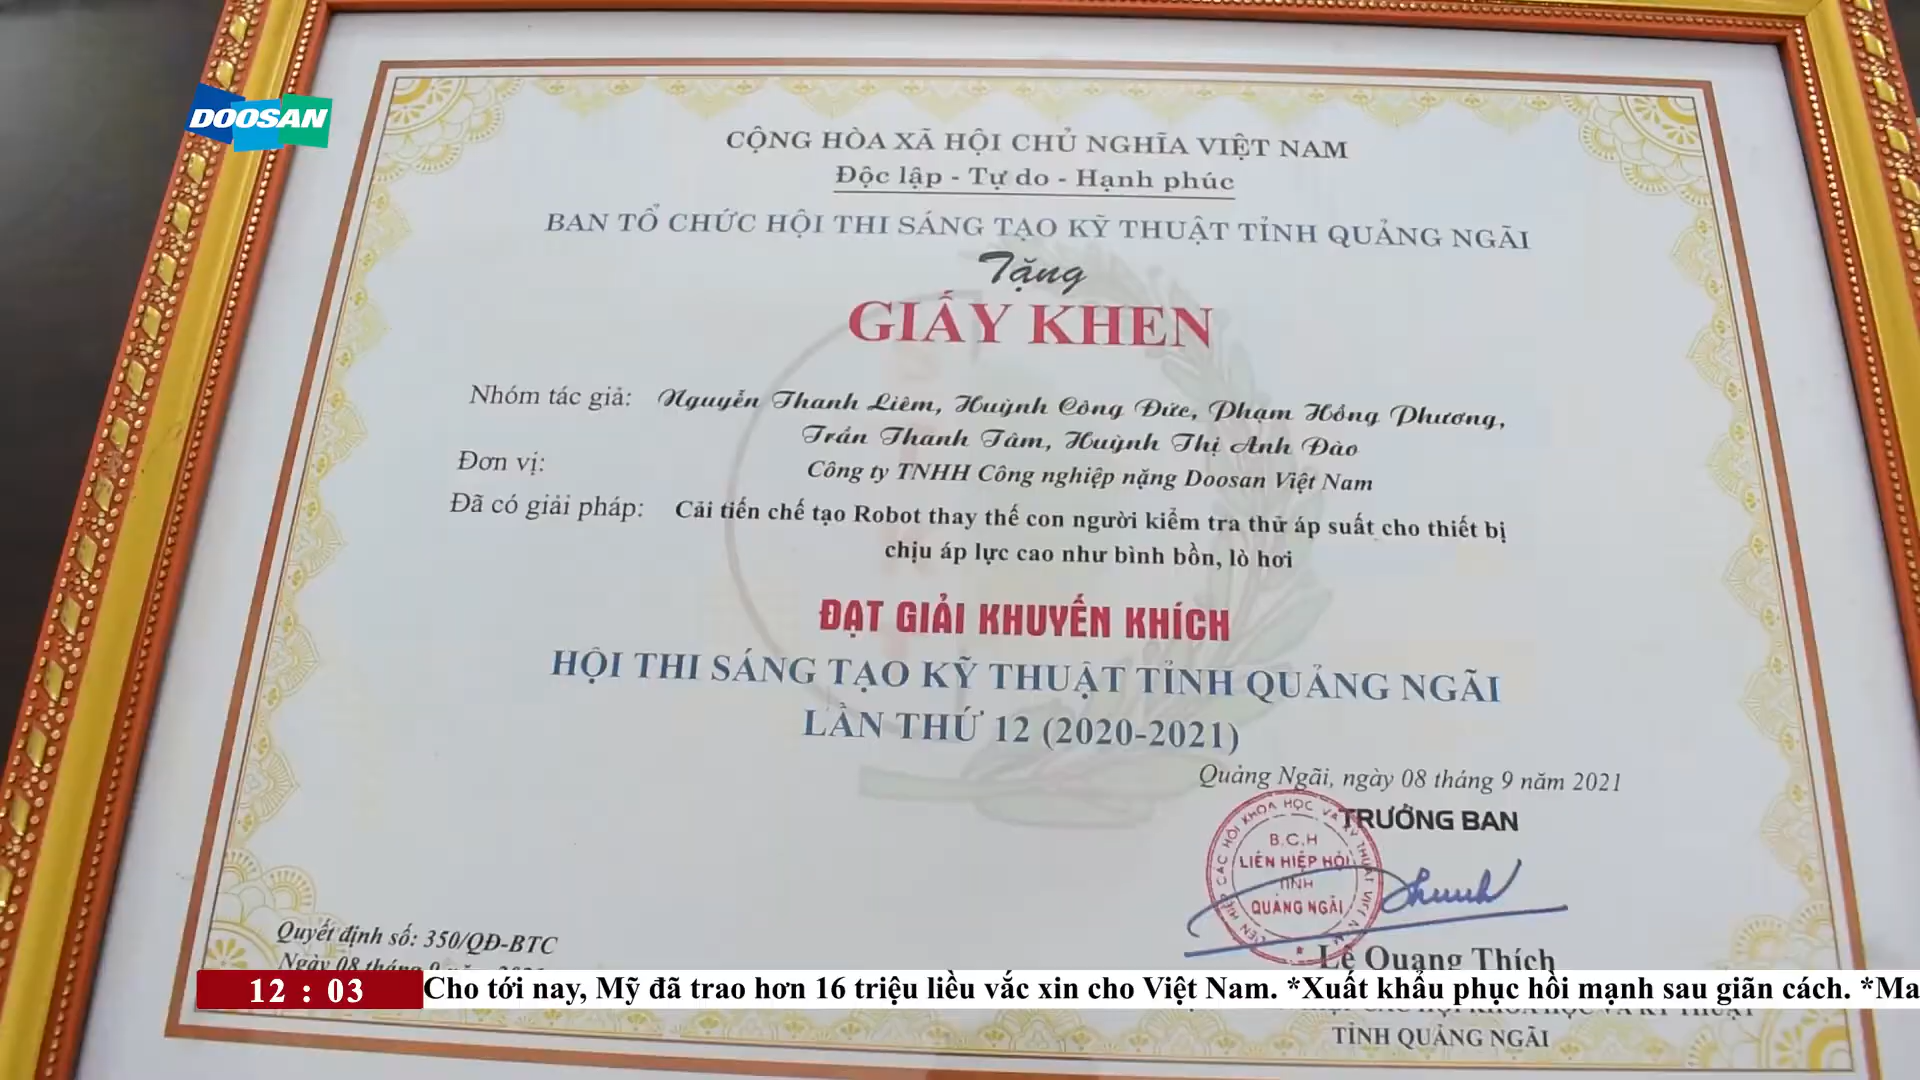 DOOSAN
CỘNG HÒA XÃ HỘI CHỦ NGHĨA VIỆT NAM
Độc lập - Tự do - Hạnh phúc
BAN TỔ CHỨC HỘI THI SÁNG TẠO KỸ THUẬT TỈNH QUẢNG NGÃI
Tặng
GIẤY KHEN
Nhóm tác giả: Nguyễn Thanh Liêm, Huỳnh Công Đức, Phạm Hồng Phương,
Trần Thanh Tâm, Huỳnh Thị Anh Đào
Đơn vị: Công ty TNHH Công nghiệp nặng Doosan Việt Nam
Đã có giải pháp: Cải tiến chế tạo Robot thay thế con người kiểm tra thử áp suất cho thiết bị
chịu áp lực cao như bình bồn, lò hơi
ĐẠT GIẢI KHUYẾN KHÍCH
HỘI THI SÁNG TẠO KỸ THUẬT TỈNH QUẢNG NGÃI
LẦN THỨ 12 (2020-2021)
Quảng Ngãi, ngày 08 tháng 9 năm 2021
TRƯỞNG BAN
B.C.H
LIÊN HIỆP HỘI
TỈNH
QUẢNG NGÃI
Lê Quang Thích
Quyết định số: 350/QĐ-BTC
Ngày 08 tháng 9
12 : 03 Cho tới nay, Mỹ đã trao hơn 16 triệu liều vắc xin cho Việt Nam. *Xuất khẩu phục hồi mạnh sau giãn cách. *Ma
TỈNH QUẢNG NGÃI